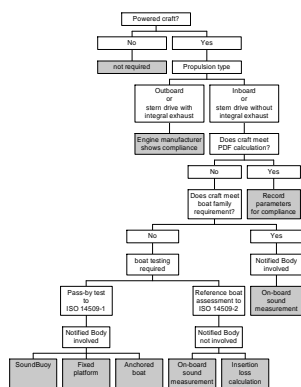 Powered craft?
No
Yes
not required
Propulsion type
Outboard
or
stern drive with
integral exhaust
Inboard
or
stern drive without
integral exhaust
Engine manufacturer
shows compliance
Does craft meet
PDF calculation?
No
Yes
Does craft meet
boat family
requirement?
Record
parameters
for compliance
No
Yes
boat testing
required
Notified Body
involved
Pass-by test
to
ISO 14509-1
Reference boat
assessment to
ISO 14509-2
On-board
sound
measurement
Notified Body
involved
Notified Body
not involved
SoundBuoy
Fixed
platform
Anchored
boat
On-board
sound
measurement
Insertion
loss
calculation